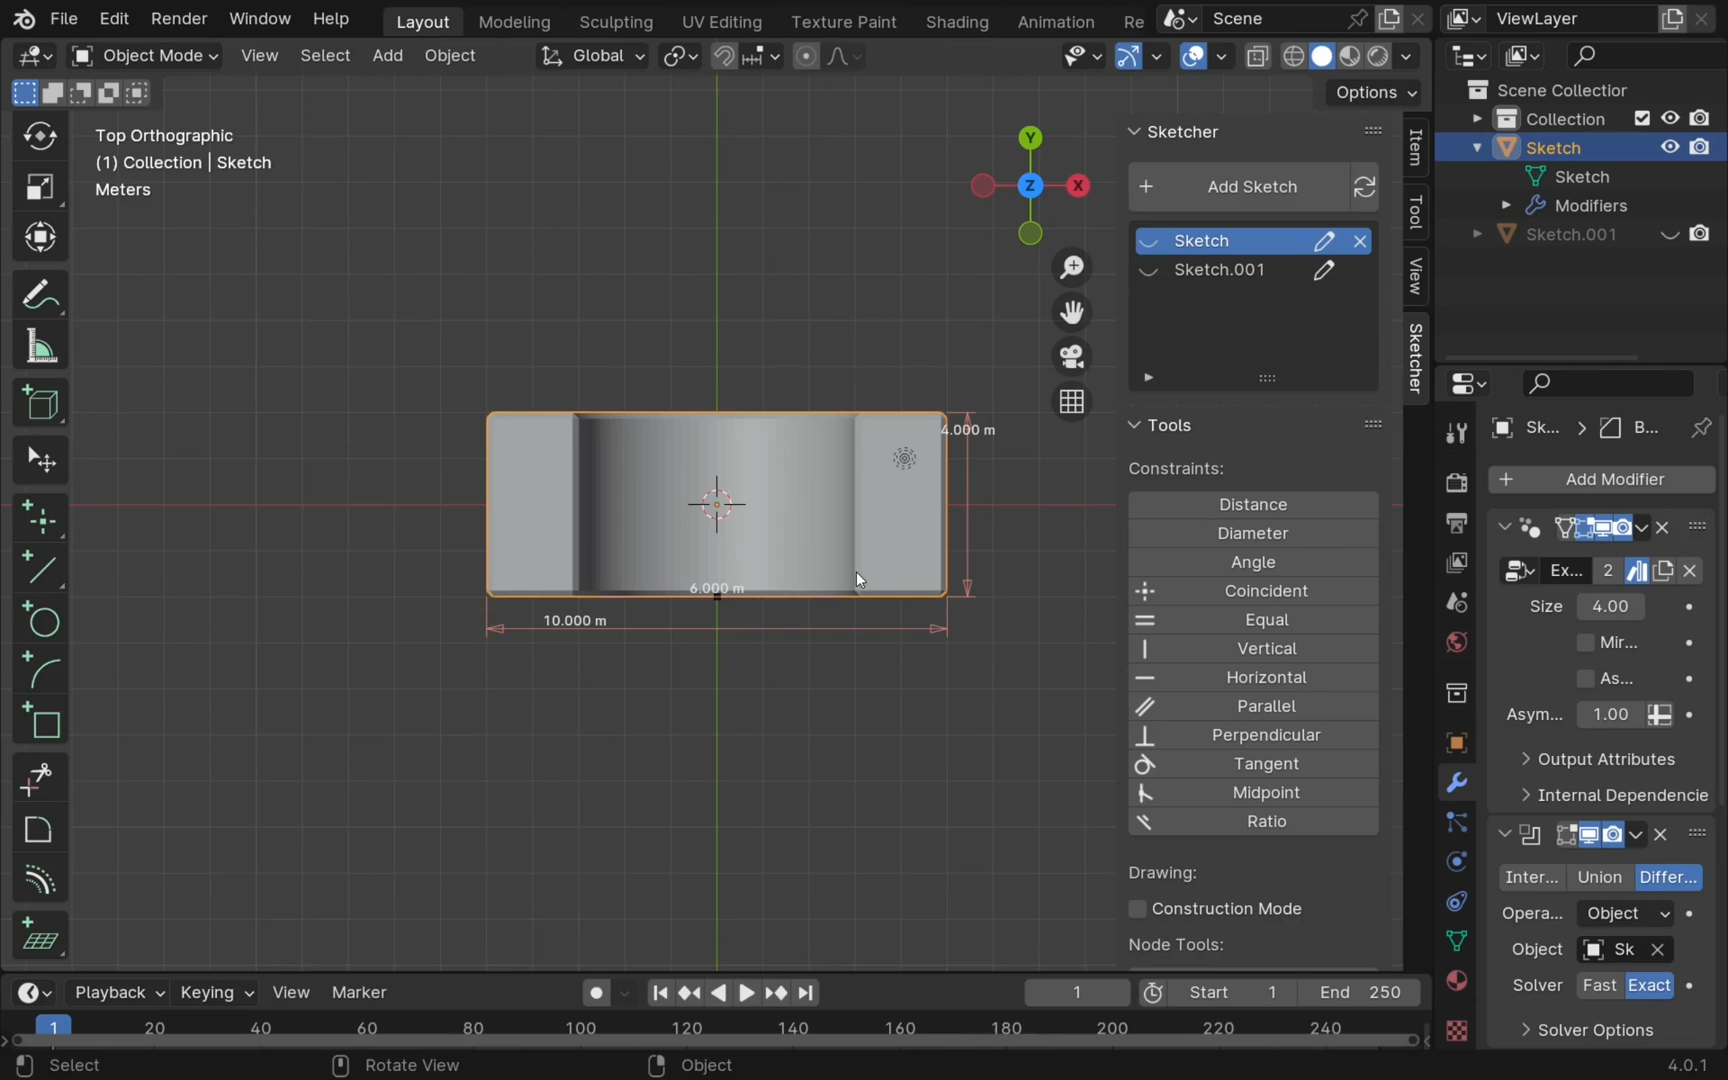 File Edit Render Window Help Layout Modeling Sculpting UV Editing Texture Paint Shading Animation Re Scene ViewLayer
Object Mode View Select Add Object Global
Options
Top Orthographic
(1) Collection | Sketch
Meters
Y
Z
X
4.000 m
6.000 m
10.000 m
Sketcher
Add Sketch
Sketch
Sketch.001
Tools
Constraints:
Distance
Diameter
Angle
Coincident
Equal
Vertical
Horizontal
Parallel
Perpendicular
Tangent
Midpoint
Ratio
Drawing:
Construction Mode
Node Tools:
Item
Tool
View
Sketcher
Scene Collectior
Collection
Sketch
Sketch
Modifiers
Sketch.001
Sk... B...
Add Modifier
Ex... 2
Size 4.00
Mir...
As...
Asym... 1.00
Output Attributes
Internal Dependencie
Inter... Union Differ...
Opera... Object
Object Sk
Solver Fast Exact
Solver Options
Playback Keying View Marker 1 Start 1 End 250
1 20 40 60 80 100 120 140 160 180 200 220 240
Select Rotate View Object 4.0.1